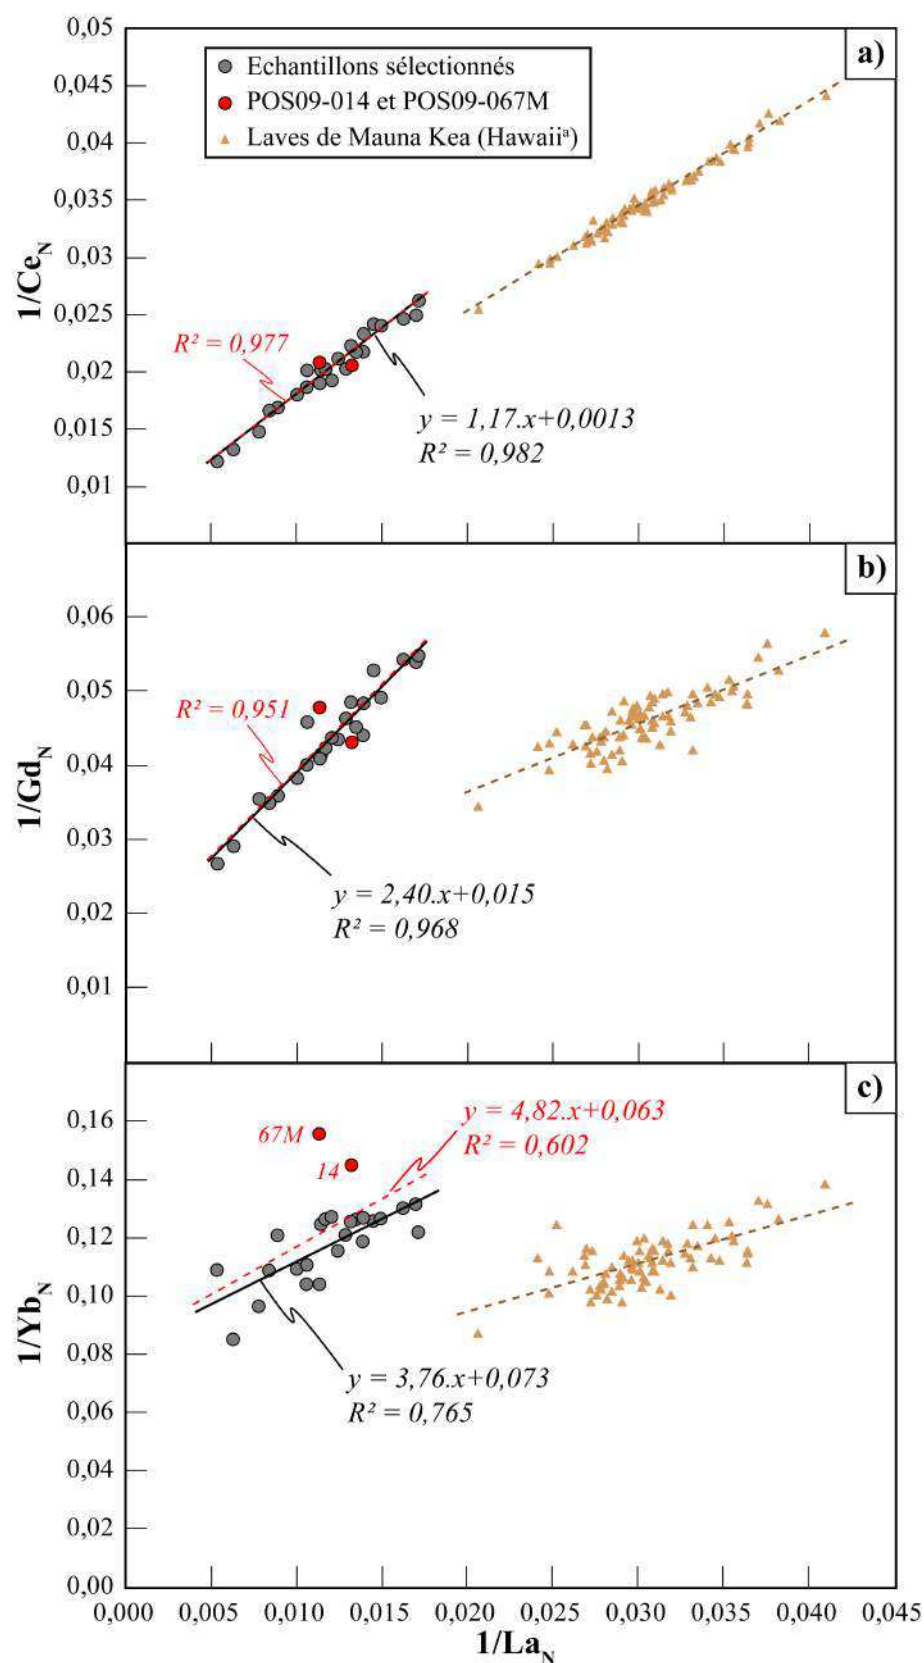 0,05
a)
Echantillons sélectionnés
POS09-014 et POS09-067M
Laves de Mauna Kea (Hawaiiᵃ)
0,045
0,04
0,035
0,03
0,025
0,02
0,015
0,01
1/Ce_N
R² = 0,977
y = 1,17.x+0,0013
R² = 0,982
b)
0,06
0,05
0,04
0,03
0,02
0,01
1/Gd_N
R² = 0,951
y = 2,40.x+0,015
R² = 0,968
c)
0,16
0,14
0,12
0,10
0,08
0,06
0,04
0,02
0,00
1/Yb_N
67M
14
y = 4,82.x+0,063
R² = 0,602
y = 3,76.x+0,073
R² = 0,765
0,000 0,005 0,010 0,015 0,020 0,025 0,030 0,035 0,040 0,045
1/La_N